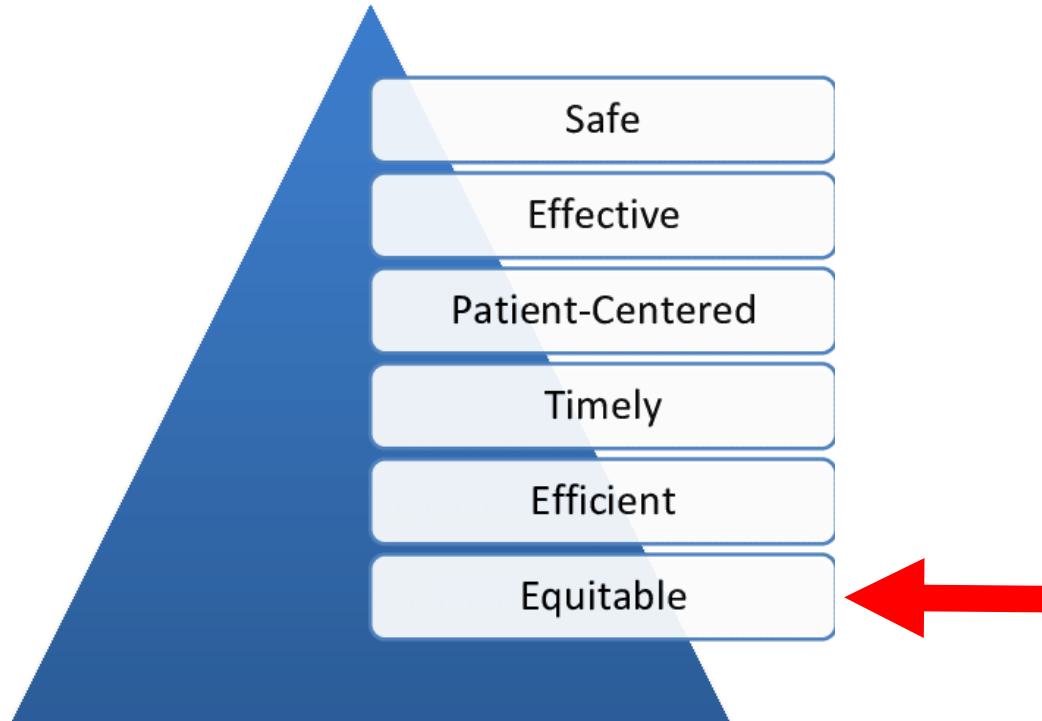 Safe
Effective
Patient-Centered
Timely
Efficient
Equitable